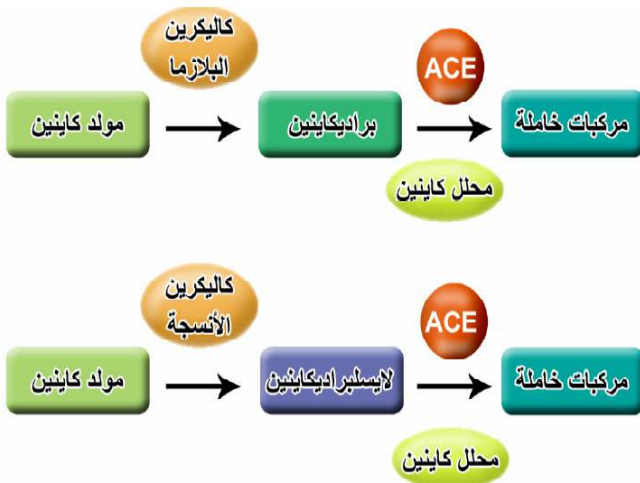 كاليكرين
البلازما
ACE
مولد كاينين
براديكاينين
مركبات خاملة
محلل كاينين
كاليكرين
الأنسجة
ACE
مولد كاينين
لايسلبراديكاينين
مركبات خاملة
محلل كاينين